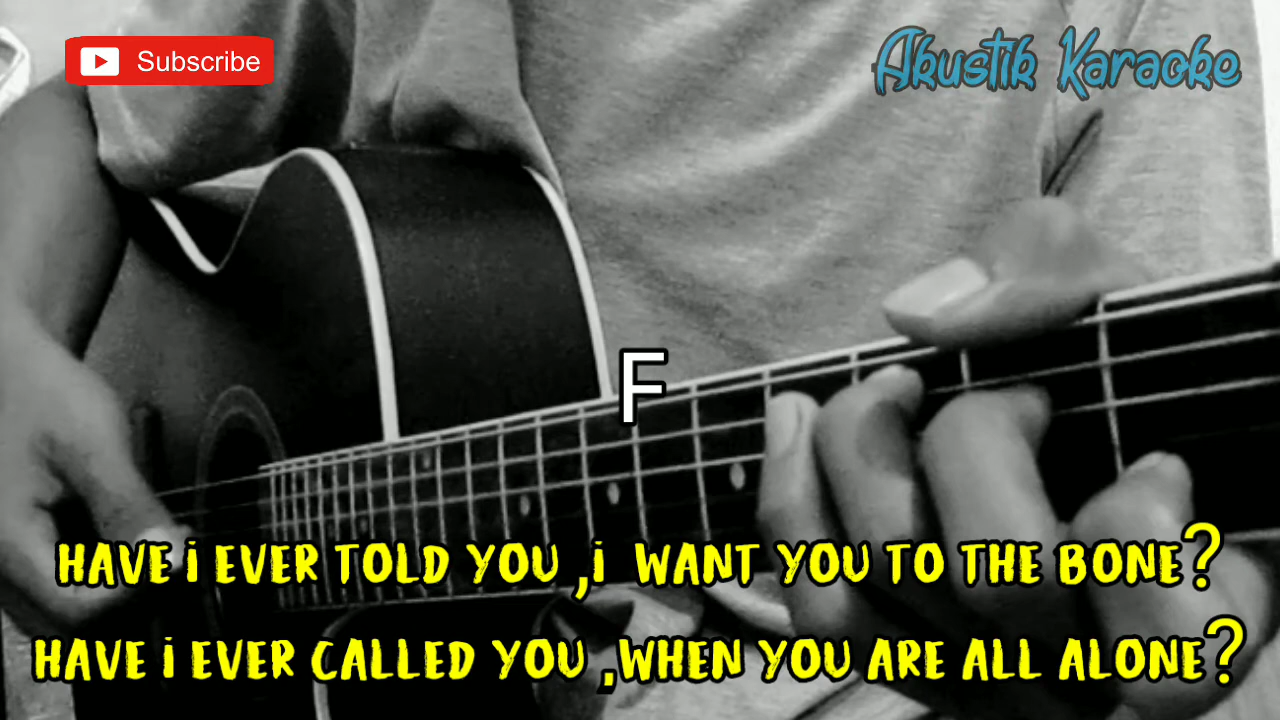 Subscribe
Akustik Karaoke
F
HAVE i EVER TOLD YOU ,i WANT YOU TO THE BONE?
HAVE i EVER CALLED YOU ,WHEN YOU ARE ALL ALONE?